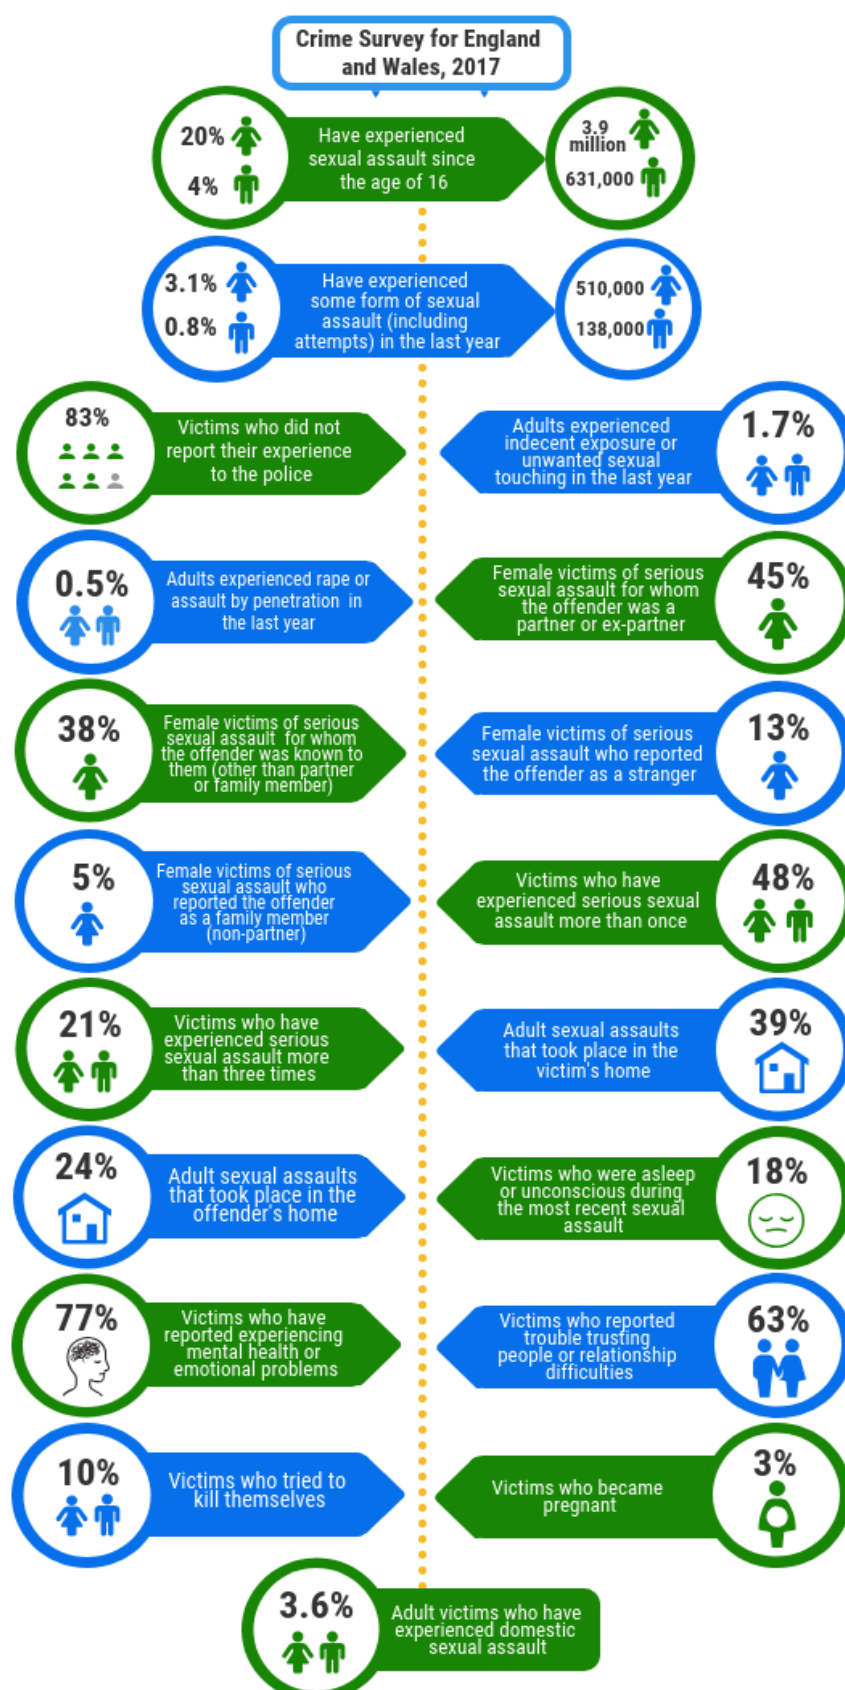 Crime Survey for England
and Wales, 2017
20%
4%
Have experienced
sexual assault since
the age of 16
3.9
million
631,000
3.1%
0.8%
Have experienced
some form of sexual
assault (including
attempts) in the last year
510,000
138,000
83%
Victims who did not
report their experience
to the police
Adults experienced
indecent exposure or
unwanted sexual
touching in the last year
1.7%
0.5%
Adults experienced rape or
assault by penetration in
the last year
Female victims of serious
sexual assault for whom
the offender was a
partner or ex-partner
45%
38%
Female victims of serious
sexual assault for whom
the offender was known to
them (other than partner
or family member)
Female victims of serious
sexual assault who reported
the offender as a stranger
13%
5%
Female victims of serious
sexual assault who
reported the offender
as a family member
(non-partner)
Victims who have
experienced serious sexual
assault more than once
48%
21%
Victims who have
experienced serious
sexual assault more
than three times
Adult sexual assaults
that took place in the
victim's home
39%
24%
Adult sexual assaults
that took place in the
offender's home
Victims who were asleep
or unconscious during
the most recent sexual
assault
18%
77%
Victims who have
reported experiencing
mental health or
emotional problems
Victims who reported
trouble trusting
people or relationship
difficulties
63%
10%
Victims who tried to
kill themselves
Victims who became
pregnant
3%
3.6%
Adult victims who have
experienced domestic
sexual assault